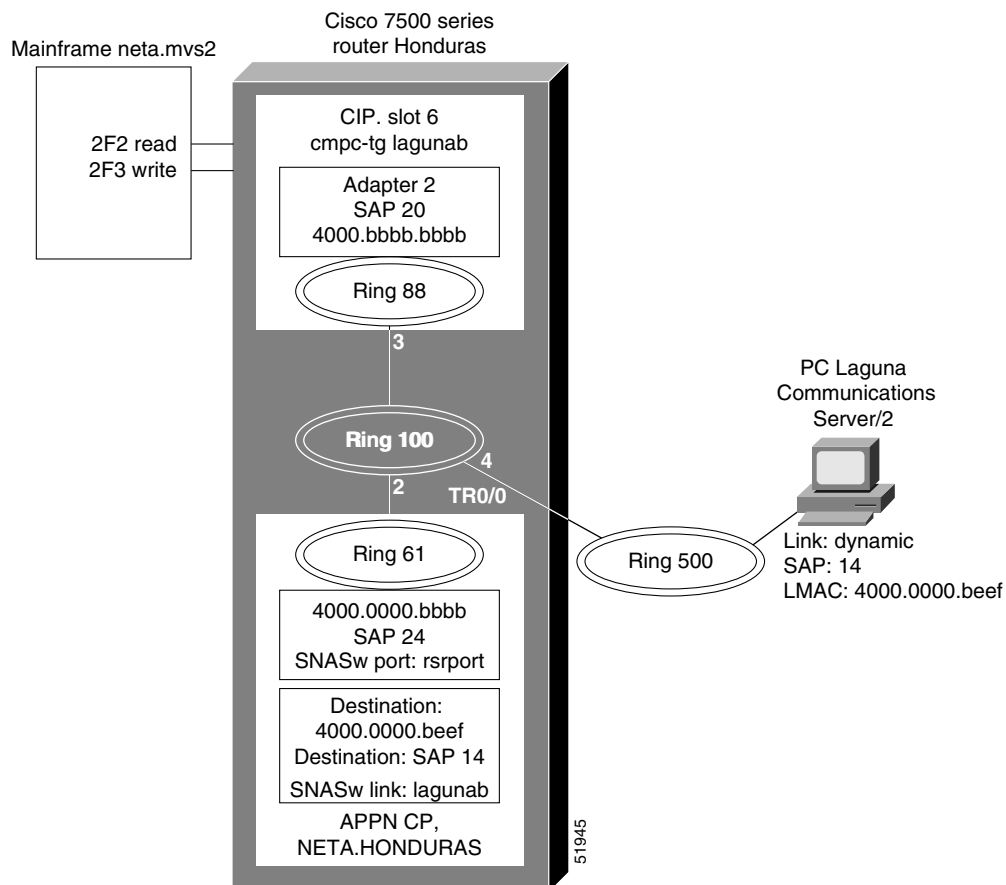 Cisco 7500 series
router Honduras
Mainframe neta.mvs2
2F2 read
2F3 write
CIP. slot 6
cmpc-tg lagunab
Adapter 2
SAP 20
4000.bbbb.bbbb
Ring 88
3
Ring 100
4
2
TR0/0
PC Laguna
Communications
Server/2
Link: dynamic
SAP: 14
LMAC: 4000.0000.beef
Ring 500
Ring 61
4000.0000.bbbb
SAP 24
SNASw port: rsrport
Destination:
4000.0000.beef
Destination: SAP 14
SNASw link: lagunab
APPN CP,
NETA.HONDURAS
51945